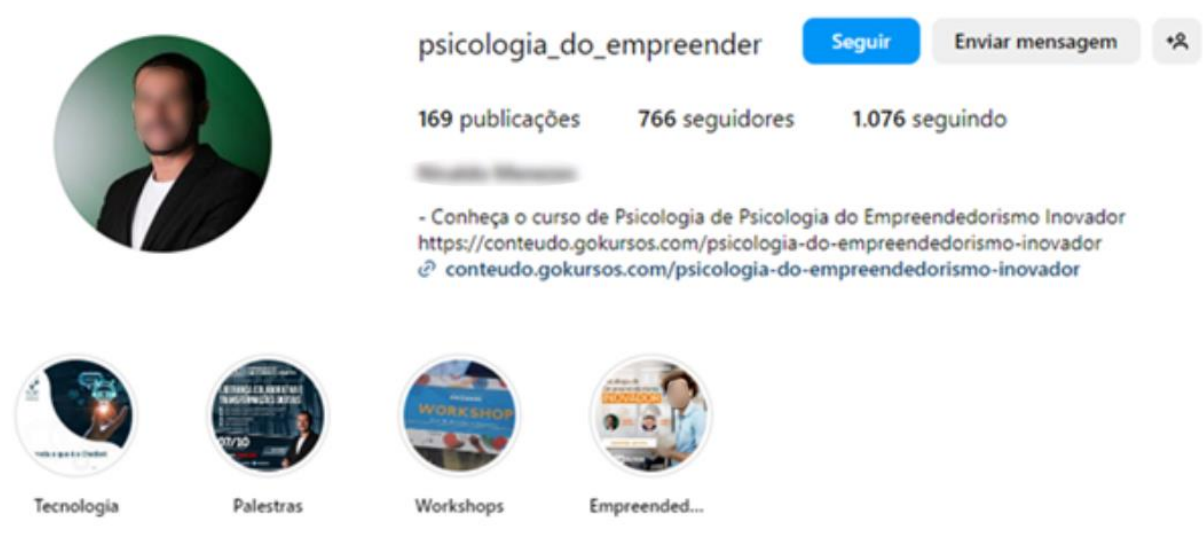 psicologia_do_empreender
Seguir
Enviar mensagem
169 publicações 766 seguidores 1.076 seguindo
- Conheça o curso de Psicologia de Psicologia do Empreendedorismo Inovador
https://conteudo.gokursos.com/psicologia-do-empreendedorismo-inovador
conteudo.gokursos.com/psicologia-do-empreendedorismo-inovador
07/10
WORKSHOP
INOVADOR
Tecnologia
Palestras
Workshops
Empreended...